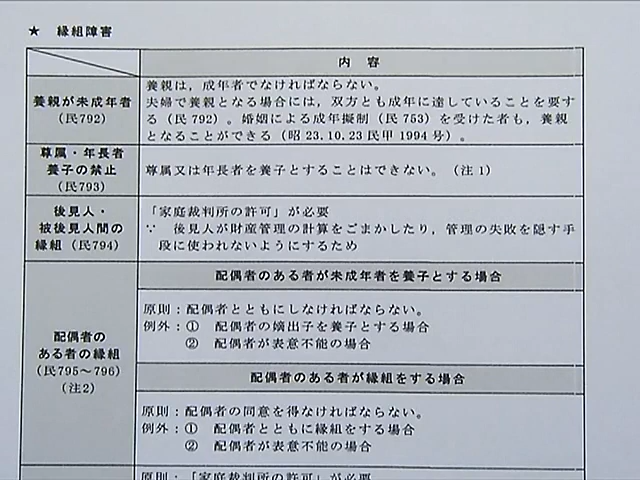 ★ 縁組障害
内 容
養親が未成年者
(民792)
養親は，成年者でなければならない。
夫婦で養親となる場合には，双方とも成年に達していることを要す
る（民 792）。婚姻による成年擬制（民 753）を受けた者も，養親
となることができる（昭 23.10.23 民甲 1994 号）。
尊属・年長者
養子の禁止
(民793)
尊属又は年長者を養子とすることはできない。（注 1）
後見人・
被後見人間の
縁組（民794）
「家庭裁判所の許可」が必要
∵ 後見人が財産管理の計算をごまかしたり，管理の失敗を隠す手
段に使われないようにするため
配偶者のある者が未成年者を養子とする場合
配偶者の
ある者の縁組
(民795～796)
(注2)
原則：配偶者とともにしなければならない。
例外：① 配偶者の嫡出子を養子とする場合
② 配偶者が表意不能の場合
配偶者のある者が縁組をする場合
原則：配偶者の同意を得なければならない。
例外：① 配偶者とともに縁組をする場合
② 配偶者が表意不能の場合
原則：「家庭裁判所の許可」が必要